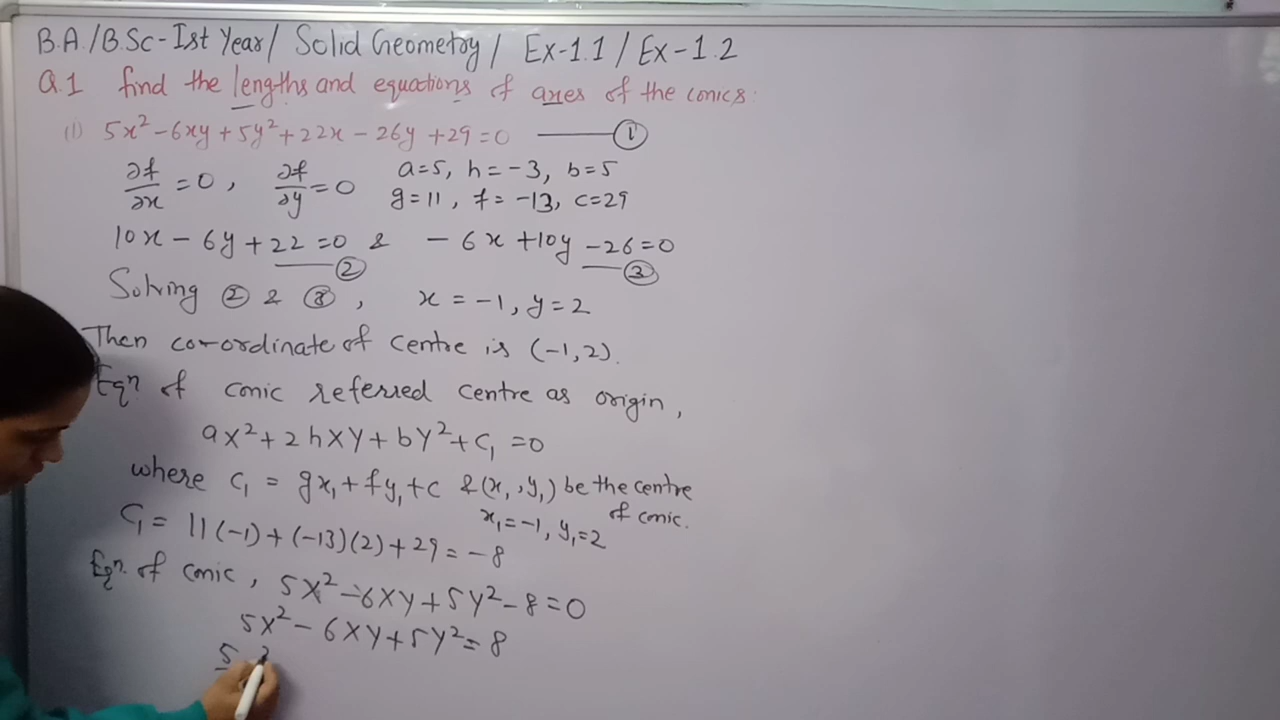 B.A./B.Sc-Ist Year/ Solid Geometry / Ex-1.1 / Ex-1.2
Q.1 find the lengths and equations of axes of the conics:
(1) 5x² - 6xy + 5y² + 22x - 26y + 29 = 0 —— ①
∂f/∂x = 0, ∂f/∂y = 0 a=5, h=-3, b=5
g=11, f=-13, c=29
10x - 6y + 22 = 0 —— ② & -6x + 10y - 26 = 0 —— ③
Solving ② & ③, x = -1, y = 2
Then co-ordinate of centre is (-1, 2).
Eqn of conic referred centre as origin,
aX² + 2hXY + bY² + C₁ = 0
where C₁ = gx₁ + fy₁ + c & (x₁, y₁) be the centre of conic.
C₁ = 11(-1) + (-13)(2) + 29 = -8 x₁ = -1, y₁ = 2
Eqn. of conic, 5X² - 6XY + 5Y² - 8 = 0
5X² - 6XY + 5Y² = 8
5